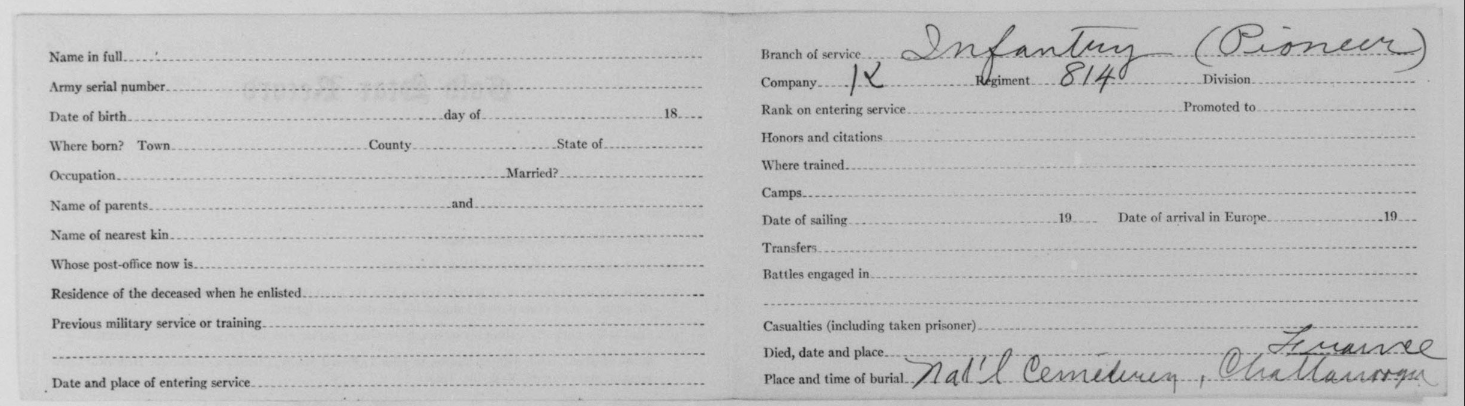 Name in full
Army serial number
Date of birth day of 18
Where born? Town County State of
Occupation Married?
Name of parents and
Name of nearest kin
Whose post-office now is
Residence of the deceased when he enlisted
Previous military service or training
Date and place of entering service
Branch of service Infantry (Pioneer)
Company K Regiment 814 Division
Rank on entering service Promoted to
Honors and citations
Where trained
Camps
Date of sailing 19 Date of arrival in Europe 19
Transfers
Battles engaged in
Casualties (including taken prisoner)
Died, date and place France
Place and time of burial Nat'l Cemetery, Chattanooga